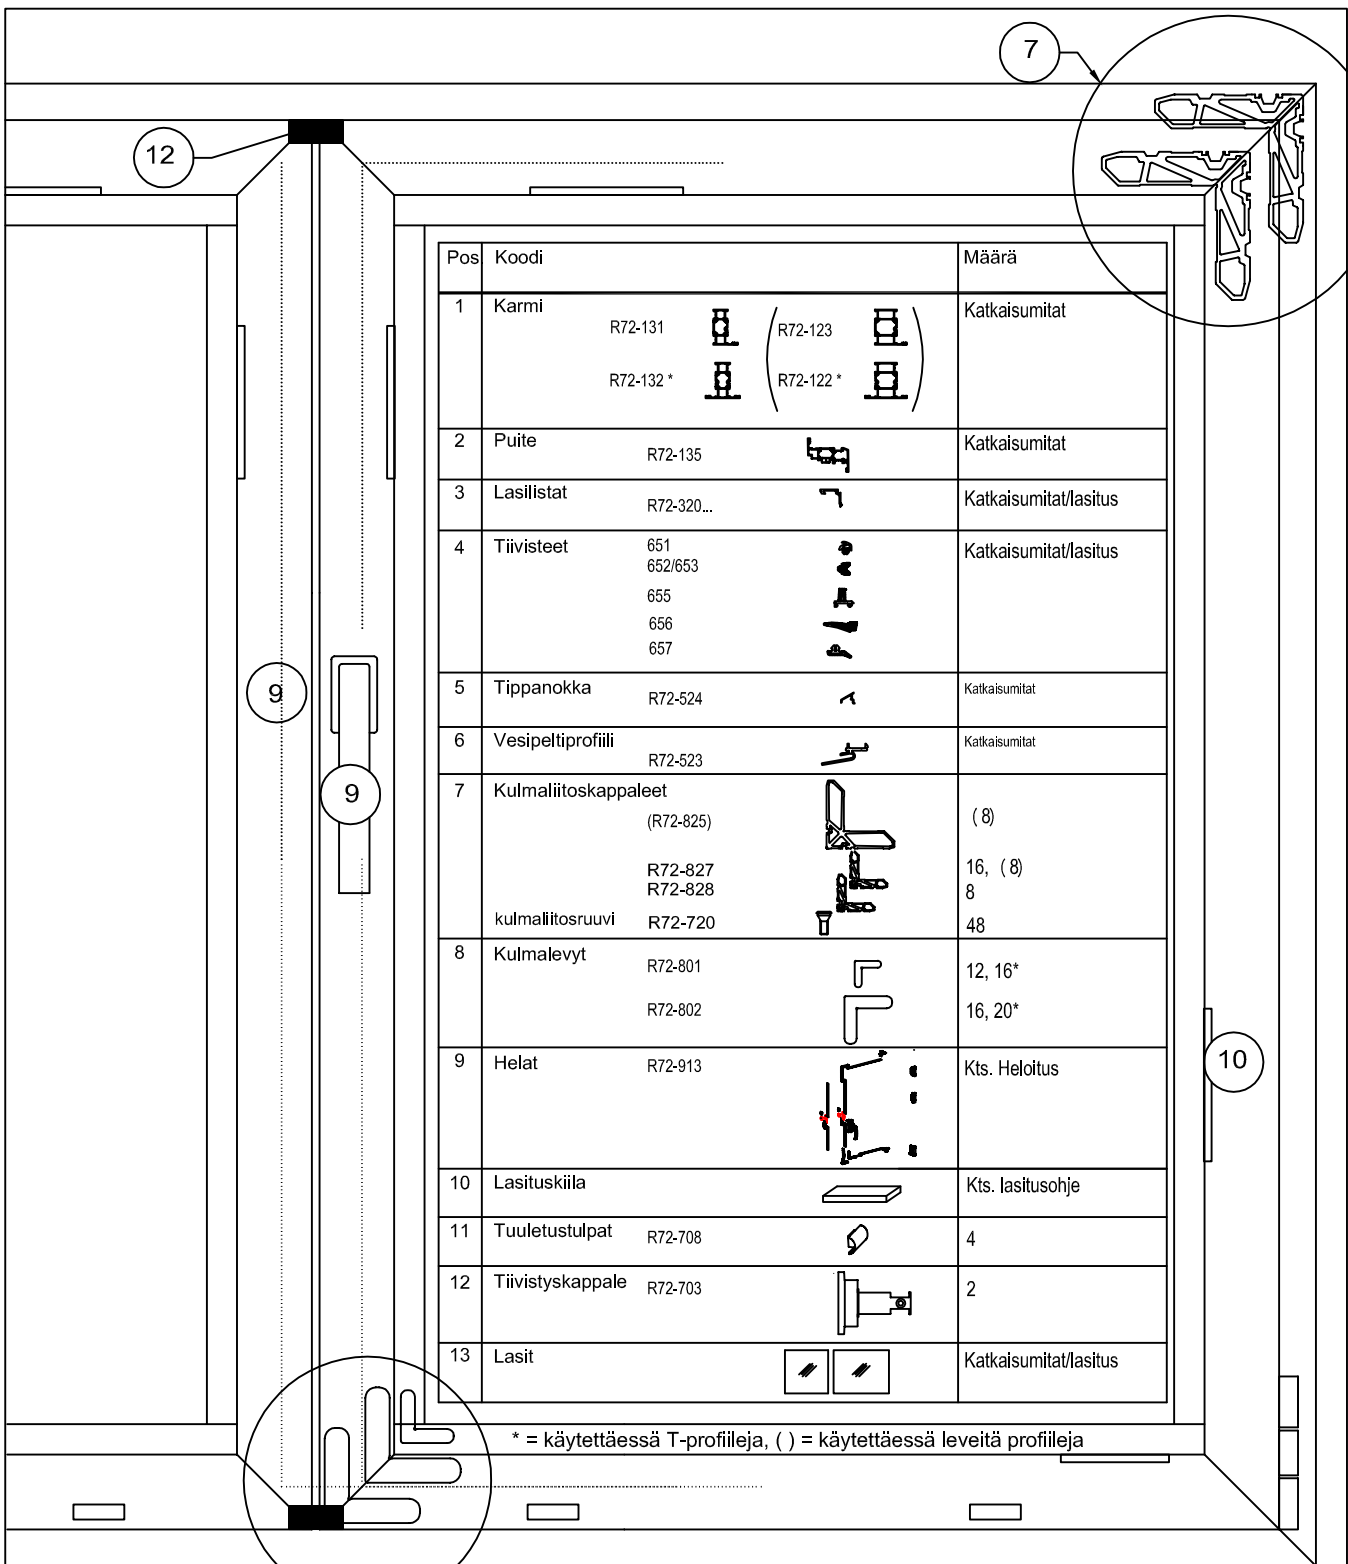 7
12
Pos Koodi Määrä
1 Karmi Katkaisumitat
R72-131 R72-123
R72-132 * R72-122 *
2 Puite R72-135 Katkaisumitat
3 Lasilistat R72-320... Katkaisumitat/lasitus
4 Tiivisteet 651 Katkaisumitat/lasitus
652/653
655
656
657
9
5 Tippanokka R72-524 Katkaisumitat
6 Vesipeltiprofiili R72-523 Katkaisumitat
9
7 Kulmaliitoskappaleet
(R72-825) ( 8)
R72-827 16, ( 8)
R72-828 8
kulmaliitosruuvi R72-720 48
8 Kulmalevyt R72-801 12, 16*
R72-802 16, 20*
9 Helat R72-913 Kts. Heloitus
10
10 Lasituskiila Kts. lasitusohje
11 Tuuletustulpat R72-708 4
12 Tiivistyskappale R72-703 2
13 Lasit Katkaisumitat/lasitus
* = käytettäessä T-profiileja, ( ) = käytettäessä leveitä profiileja